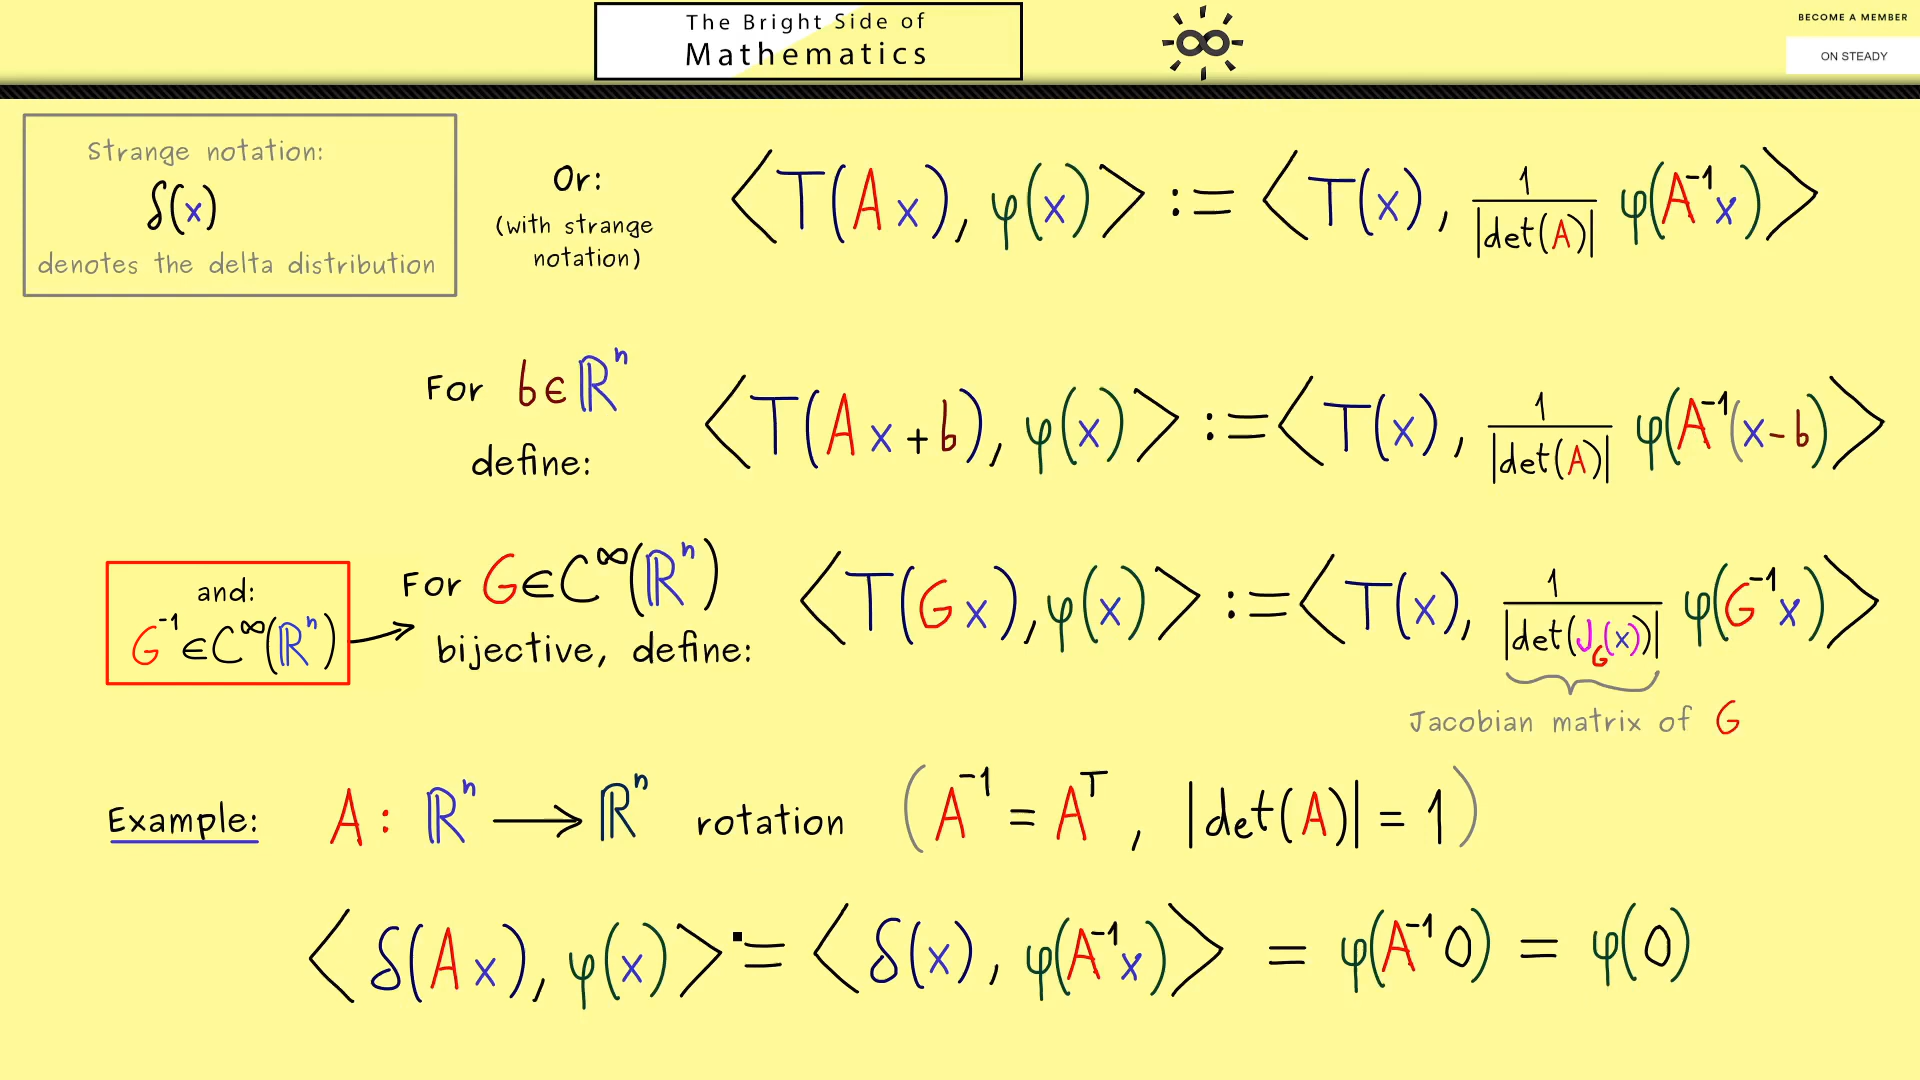 The Bright Side of
Mathematics
BECOME A MEMBER
ON STEADY
Strange notation:
δ(x)
denotes the delta distribution
Or:
(with strange
notation)
⟨T(Ax), φ(x)⟩ := ⟨T(x), 1/|det(A)| φ(A⁻¹x)⟩
For b∈ℝⁿ
define:
⟨T(Ax+b), φ(x)⟩ := ⟨T(x), 1/|det(A)| φ(A⁻¹(x-b)⟩
and:
G⁻¹∈C^∞(ℝⁿ)
For G∈C^∞(ℝⁿ)
bijective, define:
⟨T(Gx), φ(x)⟩ := ⟨T(x), 1/|det(J_G(x))| φ(G⁻¹x)⟩
Jacobian matrix of G
Example: A: ℝⁿ ⟶ ℝⁿ rotation (A⁻¹ = Aᵀ, |det(A)| = 1)
⟨δ(Ax), φ(x)⟩ = ⟨δ(x), φ(A⁻¹x)⟩ = φ(A⁻¹0) = φ(0)